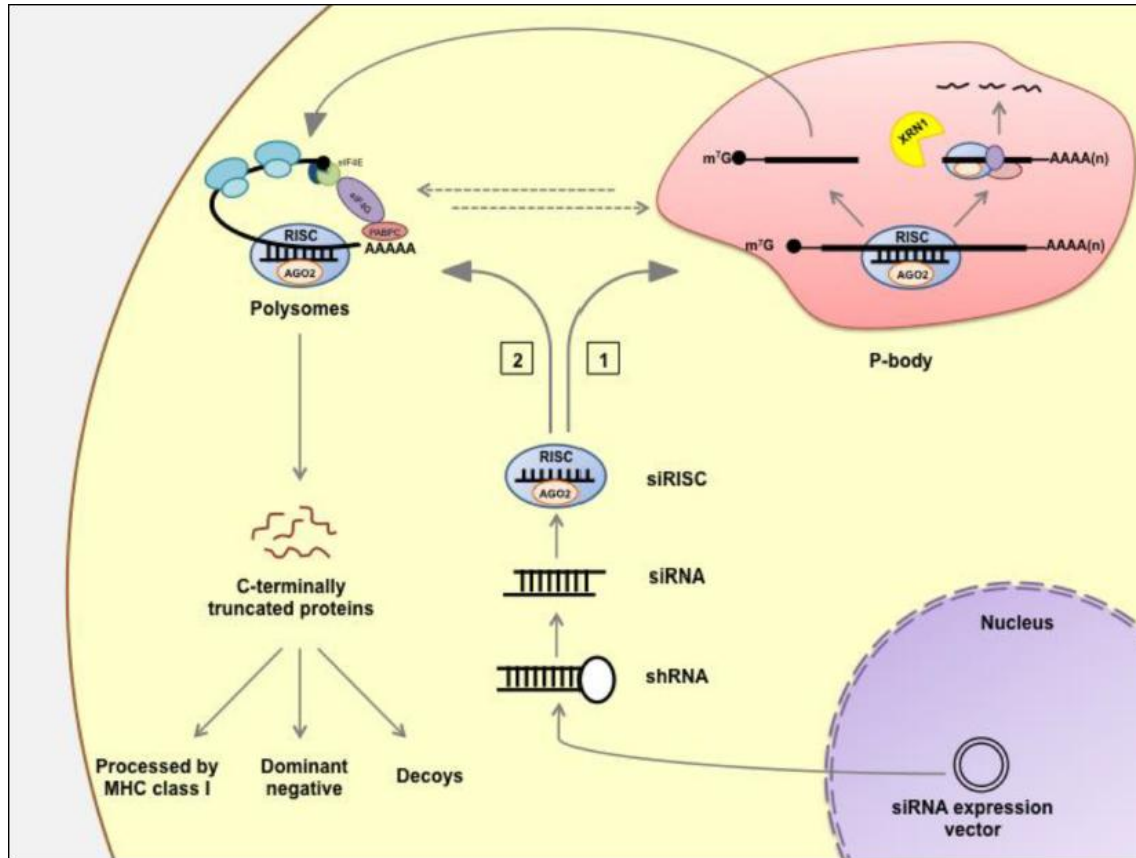 XRN1
m⁷G
AAAA(n)
eIF4E
eIF4G
PABPC
AAAAA
RISC
AGO2
Polysomes
m⁷G
RISC
AGO2
AAAA(n)
P-body
2
1
RISC
AGO2
siRISC
siRNA
shRNA
C-terminally
truncated proteins
Processed by
MHC class I
Dominant
negative
Decoys
Nucleus
siRNA expression
vector